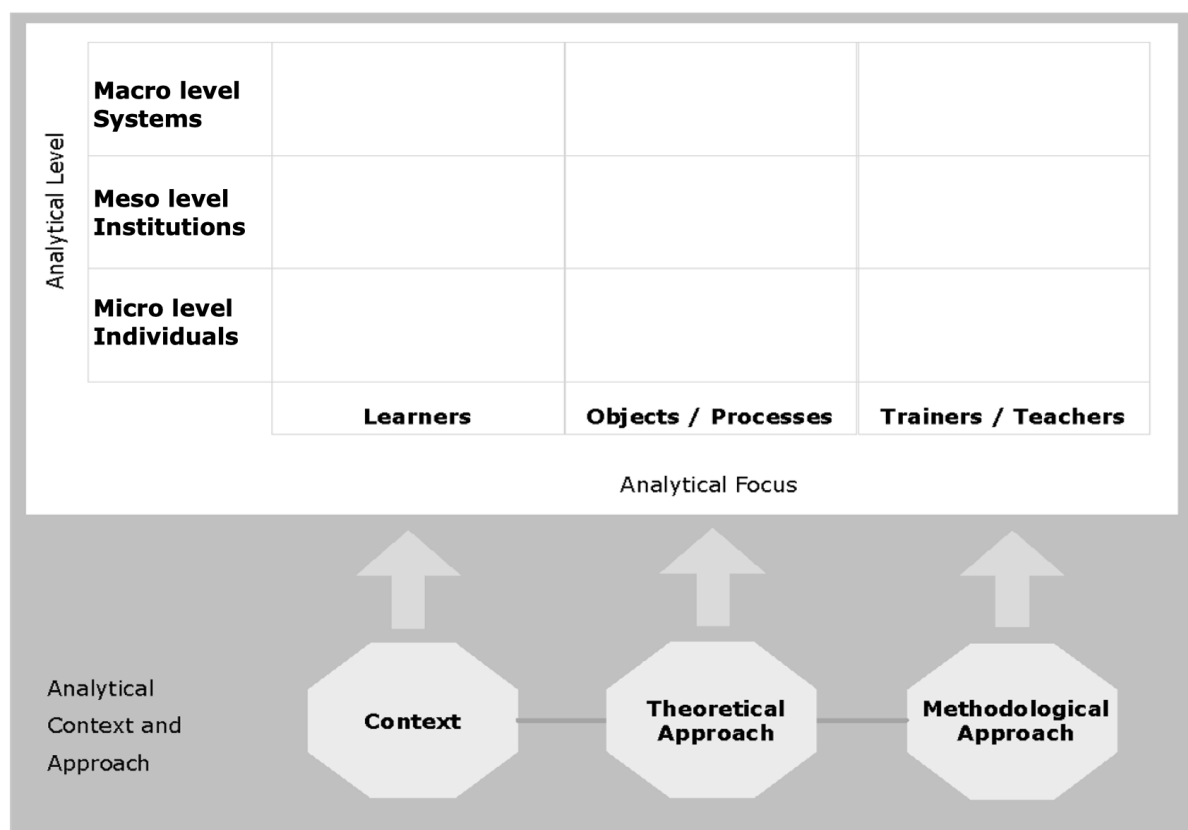 Analytical Level
Macro level
Systems
Meso level
Institutions
Micro level
Individuals
Learners
Objects / Processes
Trainers / Teachers
Analytical Focus
Analytical
Context and
Approach
Context
Theoretical
Approach
Methodological
Approach